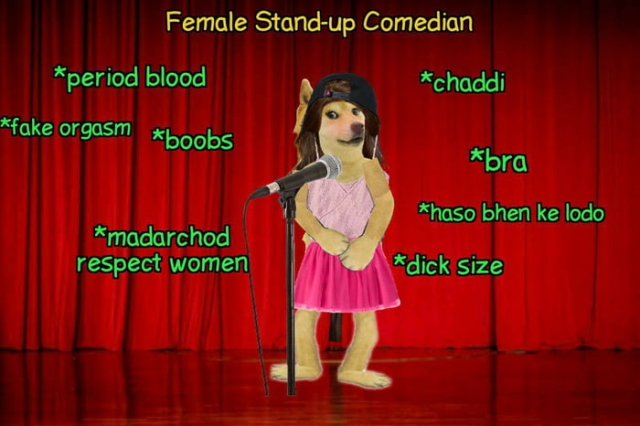 Female Stand-up Comedian
*period blood
*chaddi
*fake orgasm
*boobs
*bra
*haso bhen ke lodo
*madarchod
respect women
*dick size